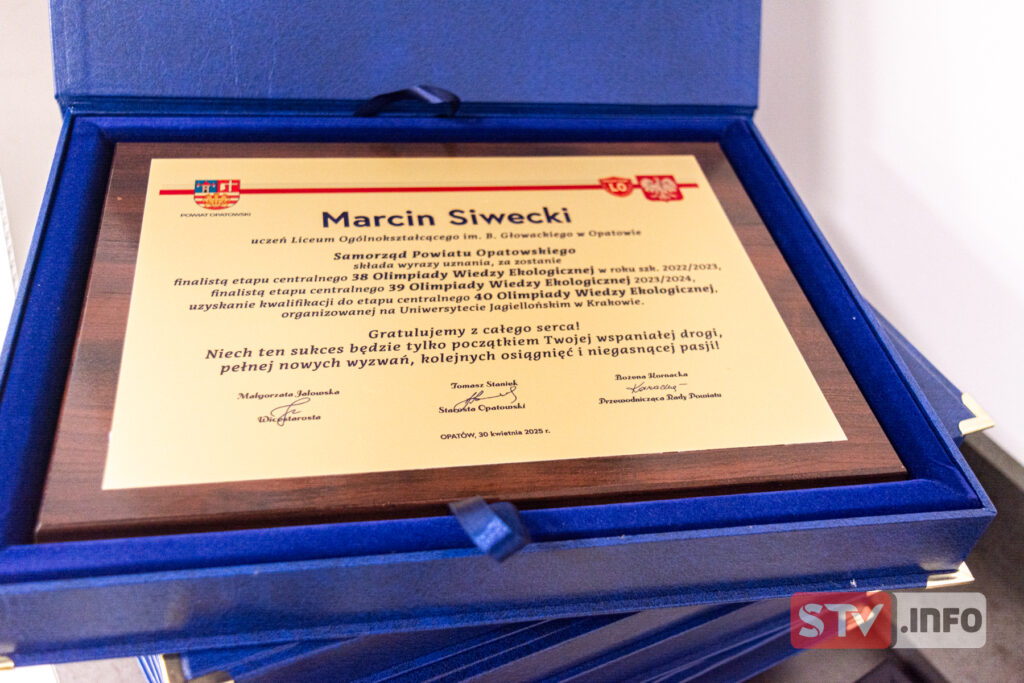 POWIAT OPATOWSKI
LO
Marcin Siwecki
uczeń Liceum Ogólnokształcącego im. B. Głowackiego w Opatowie
Samorząd Powiatu Opatowskiego
składa wyrazy uznania, za zostanie
finalistą etapu centralnego 38 Olimpiady Wiedzy Ekologicznej w roku szk. 2022/2023,
finalistą etapu centralnego 39 Olimpiady Wiedzy Ekologicznej 2023/2024,
uzyskanie kwalifikacji do etapu centralnego 40 Olimpiady Wiedzy Ekologicznej,
organizowanej na Uniwersytecie Jagiellońskim w Krakowie.
Gratulujemy z całego serca!
Niech ten sukces będzie tylko początkiem Twojej wspaniałej drogi,
pełnej nowych wyzwań, kolejnych osiągnięć i niegasnącej pasji!
Małgorzata Jalowska
Wicestarosta
Tomasz Staniek
Starosta Opatowski
Bożena Kornacka
Przewodnicząca Rady Powiatu
OPATÓW, 30 kwietnia 2025 r.
STV.INFO